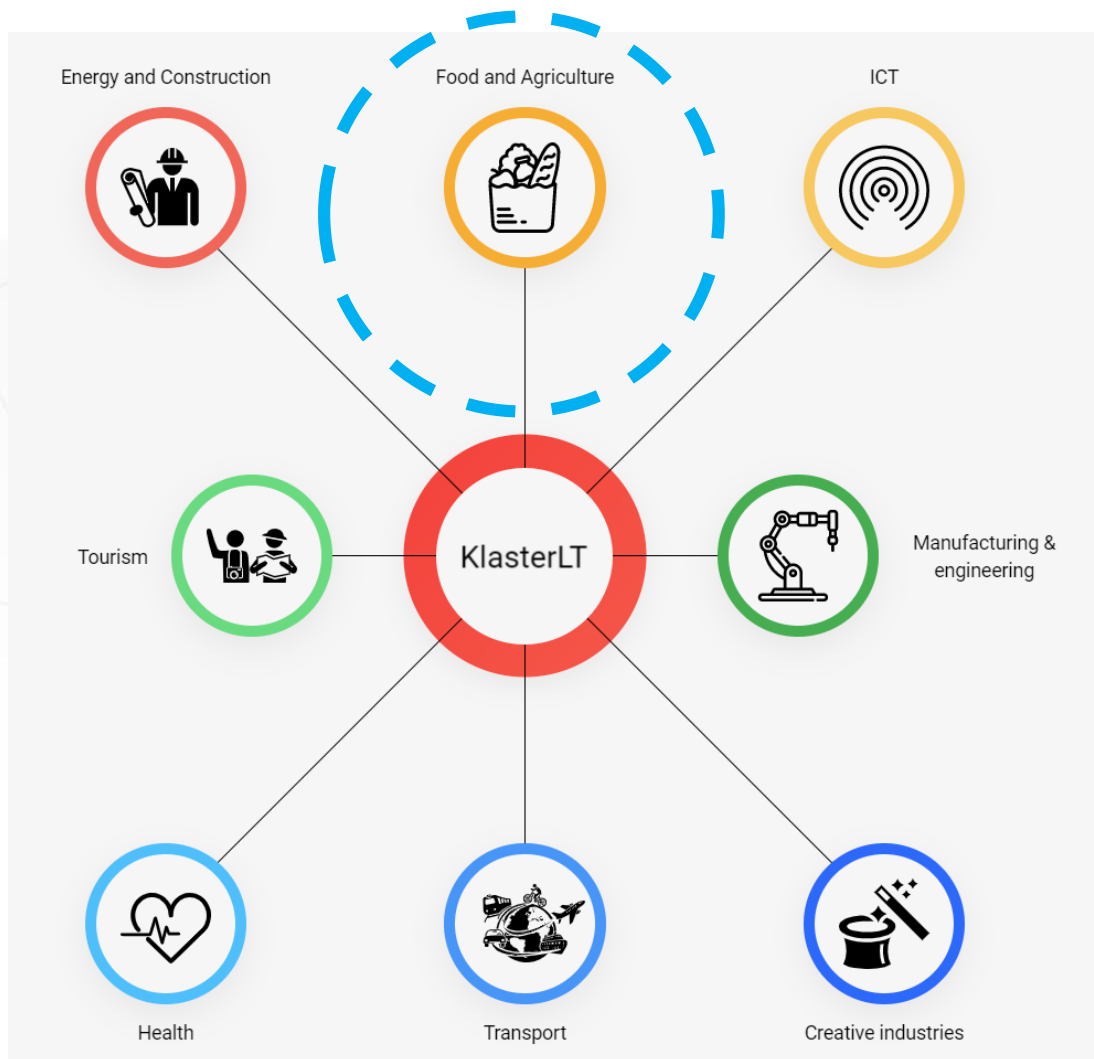 Energy and Construction
Food and Agriculture
ICT
Tourism
KlasterLT
Manufacturing &
engineering
Health
Transport
Creative industries